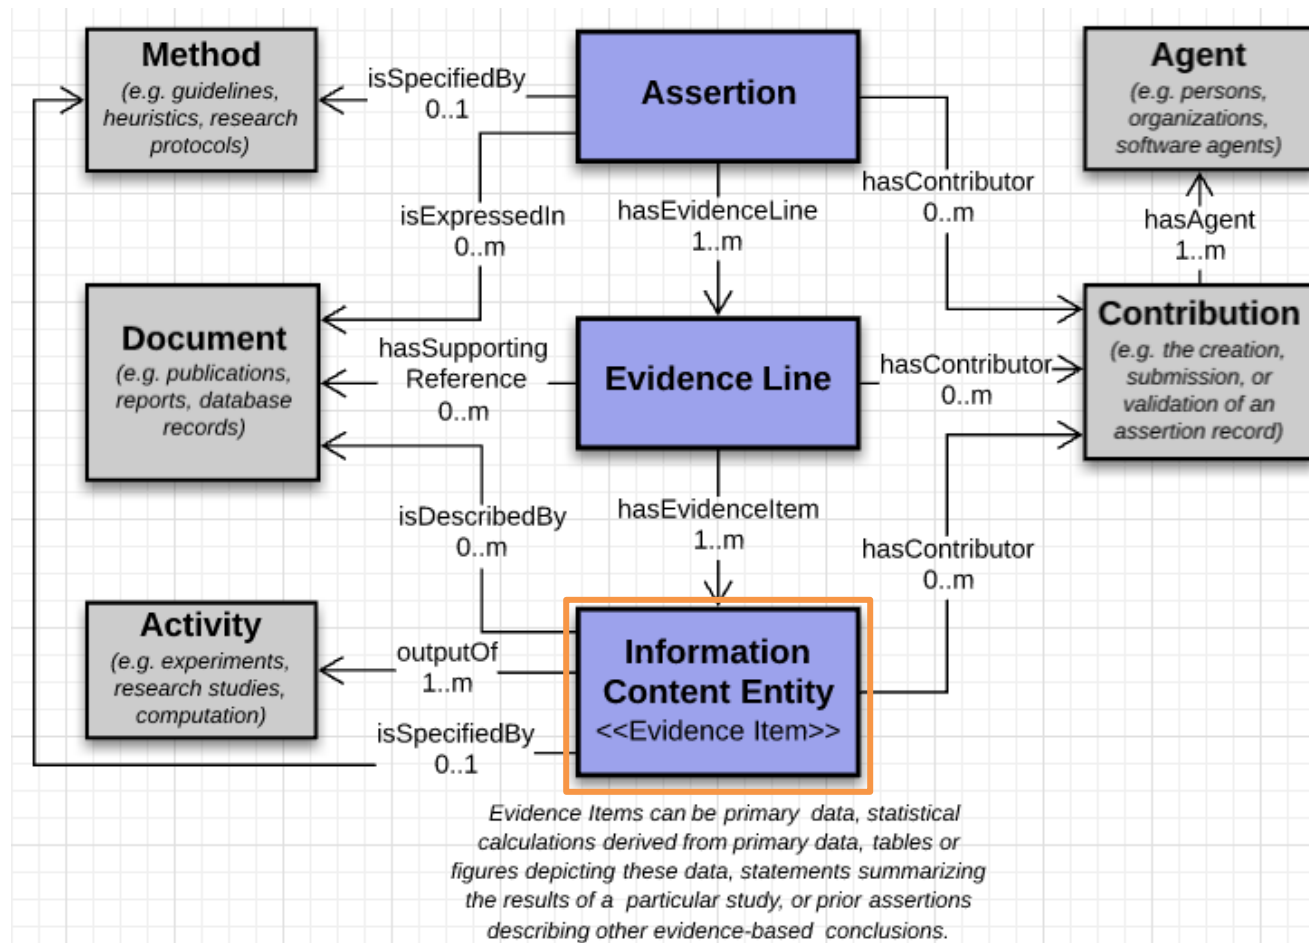 Method
(e.g. guidelines,
heuristics, research
protocols)
isSpecifiedBy
0..1
Assertion
Agent
(e.g. persons,
organizations,
software agents)
isExpressedIn
0..m
hasEvidenceLine
1..m
hasContributor
0..m
hasAgent
1..m
Document
(e.g. publications,
reports, database
records)
hasSupporting
Reference
0..m
Evidence Line
hasContributor
0..m
Contribution
(e.g. the creation,
submission, or
validation of an
assertion record)
isDescribedBy
0..m
hasEvidenceItem
1..m
hasContributor
0..m
Activity
(e.g. experiments,
research studies,
computation)
outputOf
1..m
isSpecifiedBy
0..1
Information
Content Entity
<<Evidence Item>>
Evidence Items can be primary data, statistical
calculations derived from primary data, tables or
figures depicting these data, statements summarizing
the results of a particular study, or prior assertions
describing other evidence-based conclusions.